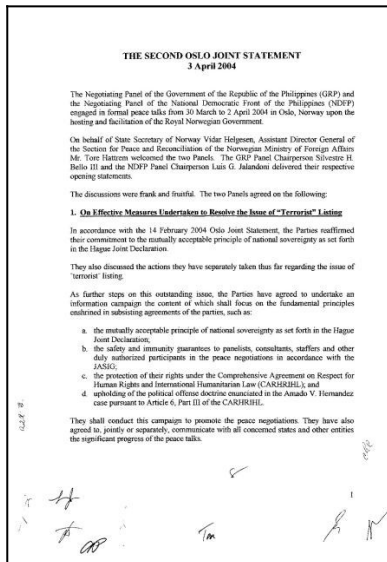 THE SECOND OSLO JOINT STATEMENT
3 April 2004
The Negotiating Panel of the Government of the Republic of the Philippines (GRP) and
the Negotiating Panel of the National Democratic Front of the Philippines (NDFP)
engaged in formal peace talks from 30 March to 2 April 2004 in Oslo, Norway upon the
hosting and facilitation of the Royal Norwegian Government.
On behalf of State Secretary of Norway Vidar Helgesen, Assistant Director General of
the Section for Peace and Reconciliation of the Norwegian Ministry of Foreign Affairs
Mr. Tore Hattrem welcomed the two Panels. The GRP Panel Chairperson Silvestre H.
Bello III and the NDFP Panel Chairperson Luis G. Jalandoni delivered their respective
opening statements.
The discussions were frank and fruitful. The two Panels agreed on the following:
1. On Effective Measures Undertaken to Resolve the Issue of "Terrorist" Listing
In accordance with the 14 February 2004 Oslo Joint Statement, the Parties reaffirmed
their commitment to the mutually acceptable principle of national sovereignty as set forth
in the Hague Joint Declaration.
They also discussed the actions they have separately taken thus far regarding the issue of
'terrorist' listing.
As further steps on this outstanding issue, the Parties have agreed to undertake an
information campaign the content of which shall focus on the fundamental principles
enshrined in subsisting agreements of the parties, such as:
a. the mutually acceptable principle of national sovereignty as set forth in the Hague
Joint Declaration;
b. the safety and immunity guarantees to panelists, consultants, staffers and other
duly authorized participants in the peace negotiations in accordance with the
JASIG;
c. the protection of their rights under the Comprehensive Agreement on Respect for
Human Rights and International Humanitarian Law (CARHRIHL); and
d. upholding of the political offense doctrine enunciated in the Amado V. Hernandez
case pursuant to Article 6, Part III of the CARHRIHL.
They shall conduct this campaign to promote the peace negotiations. They have also
agreed to, jointly or separately, communicate with all concerned states and other entities
the significant progress of the peace talks.
1